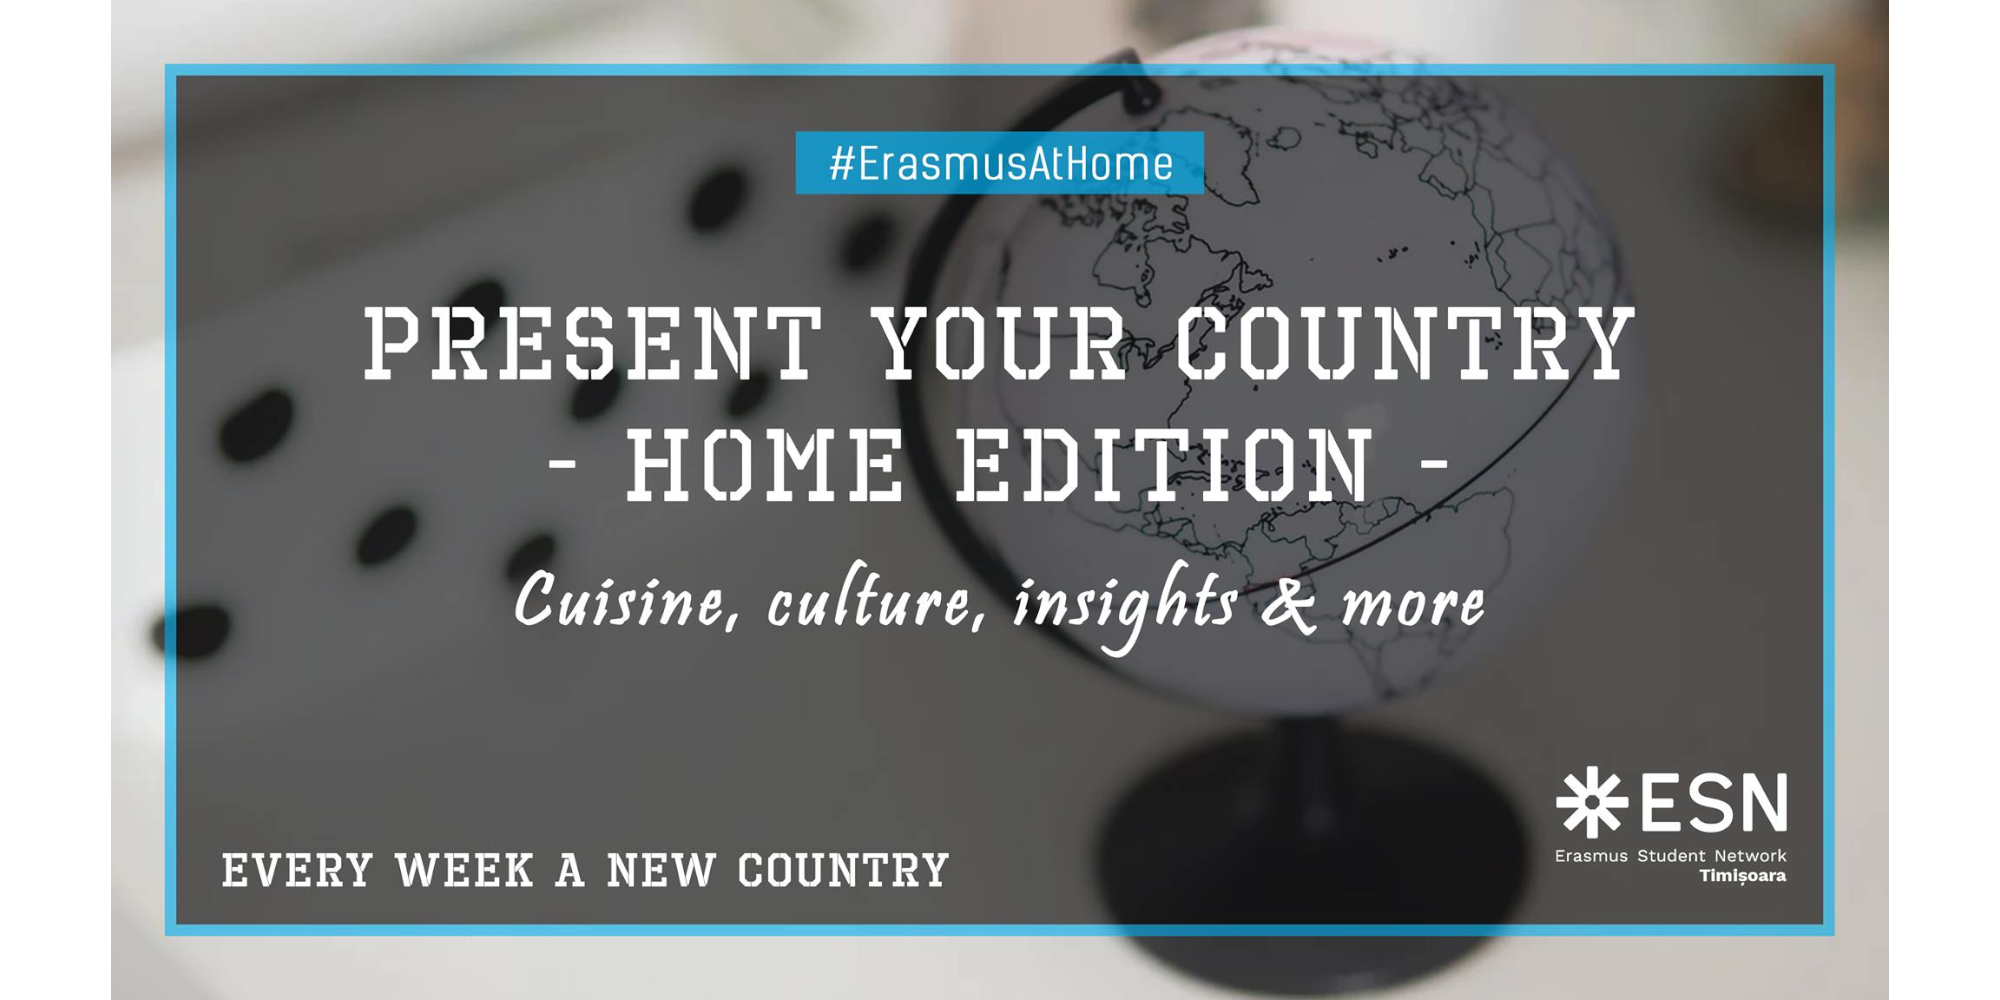 #ErasmusAtHome
PRESENT YOUR COUNTRY
- HOME EDITION -
Cuisine, culture, insights & more
EVERY WEEK A NEW COUNTRY
ESN
Erasmus Student Network
Timișoara